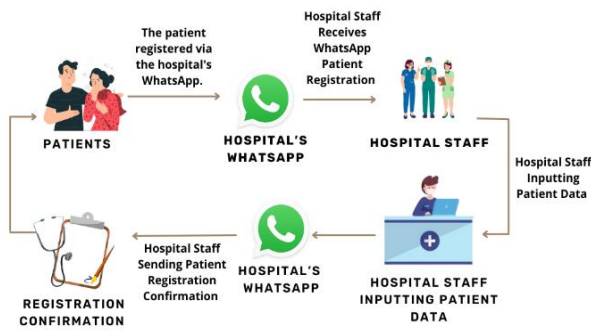 The patient
registered via
the hospital's
WhatsApp.
Hospital Staff
Receives
WhatsApp
Patient
Registration
PATIENTS
HOSPITAL'S
WHATSAPP
HOSPITAL STAFF
Hospital Staff
Inputting
Patient Data
HOSPITAL STAFF
INPUTTING PATIENT
DATA
HOSPITAL'S
WHATSAPP
Hospital Staff
Sending Patient
Registration
Confirmation
REGISTRATION
CONFIRMATION